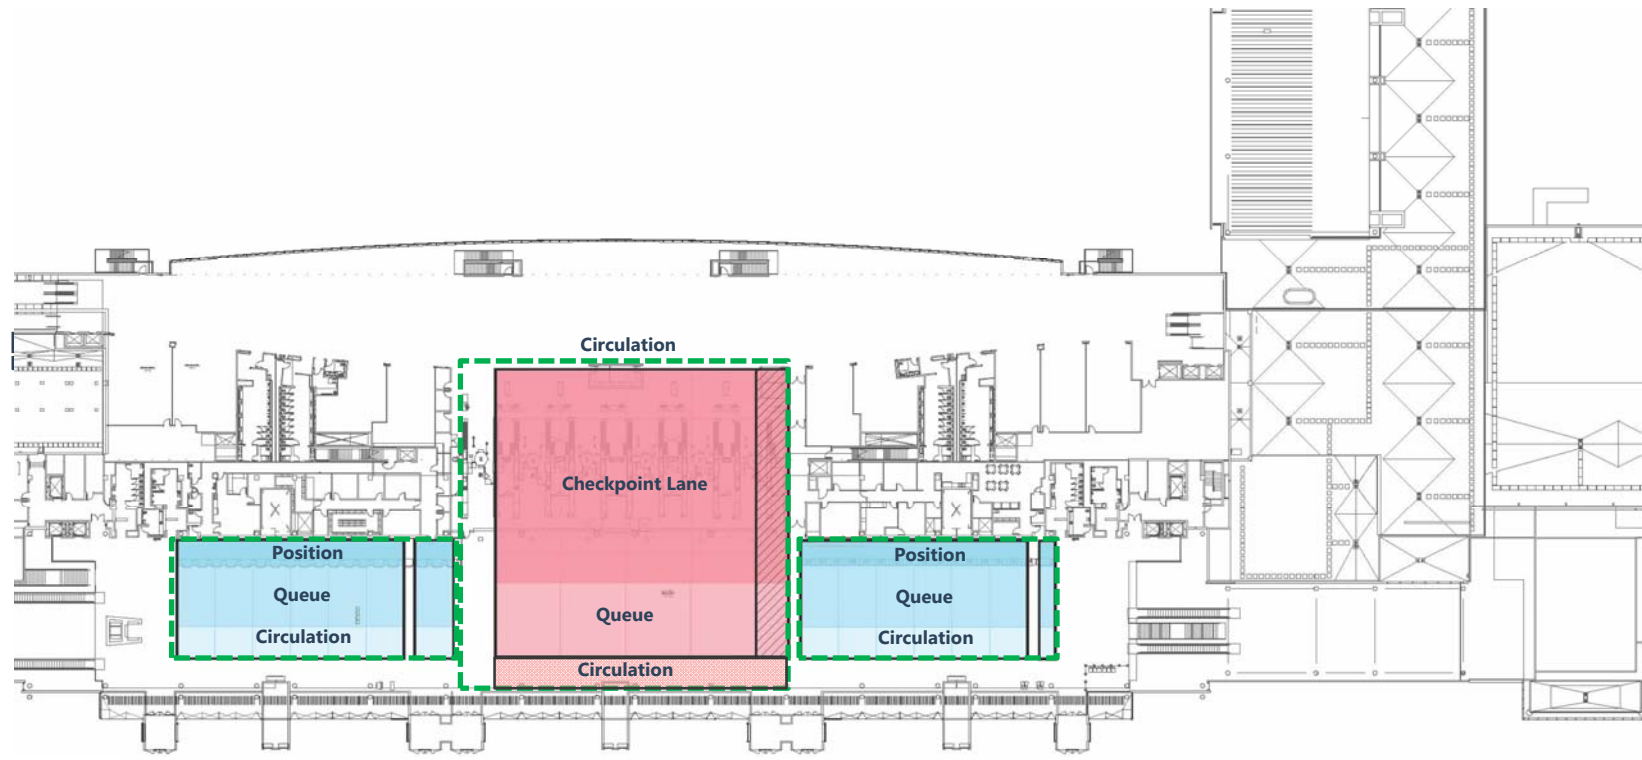 Circulation
Checkpoint Lane
Position
Queue
Circulation
Queue
Circulation
Position
Queue
Circulation